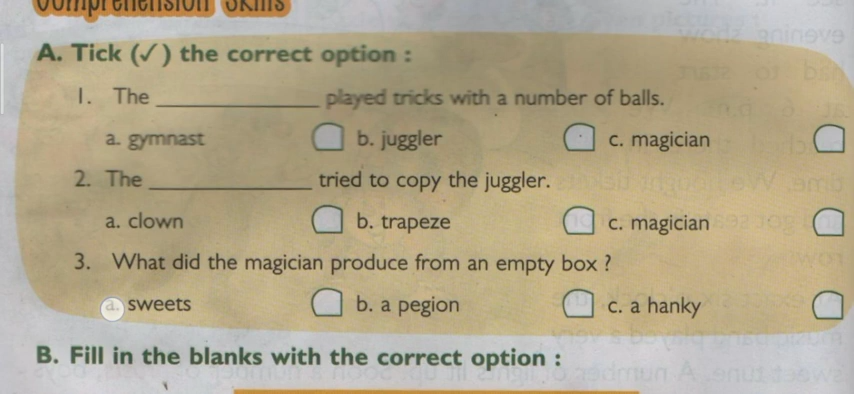 Comprehension Skills
A. Tick (✓) the correct option :
1. The ______________ played tricks with a number of balls.
a. gymnast b. juggler c. magician
2. The ______________ tried to copy the juggler.
a. clown b. trapeze c. magician
3. What did the magician produce from an empty box ?
a. sweets b. a pegion c. a hanky
B. Fill in the blanks with the correct option :